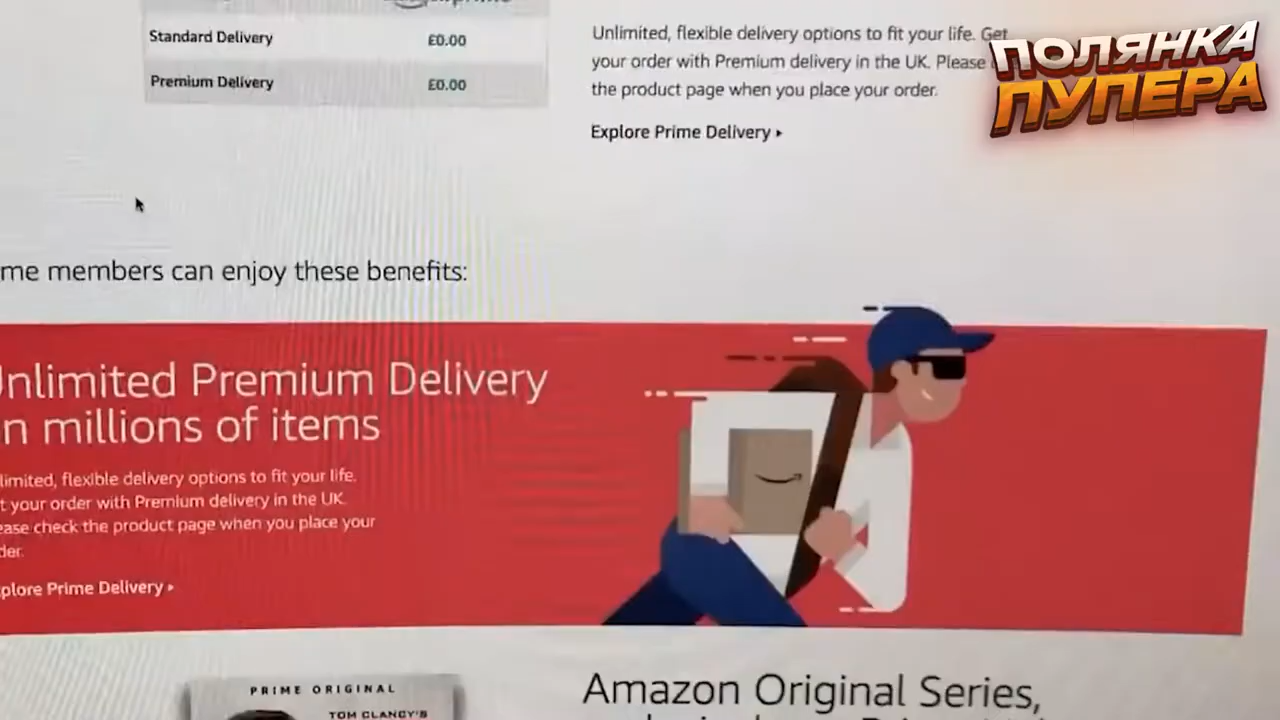 Standard Delivery £0.00
Premium Delivery £0.00
Unlimited, flexible delivery options to fit your life. Get
your order with Premium delivery in the UK. Please
the product page when you place your order.
Explore Prime Delivery ▸
ПОЛЯНКА
ПУПЕРА
me members can enjoy these benefits:
nlimited Premium Delivery
n millions of items
limited, flexible delivery options to fit your life.
t your order with Premium delivery in the UK.
ease check the product page when you place your
der.
plore Prime Delivery ▸
PRIME ORIGINAL
TOM CLANCY'S
Amazon Original Series,